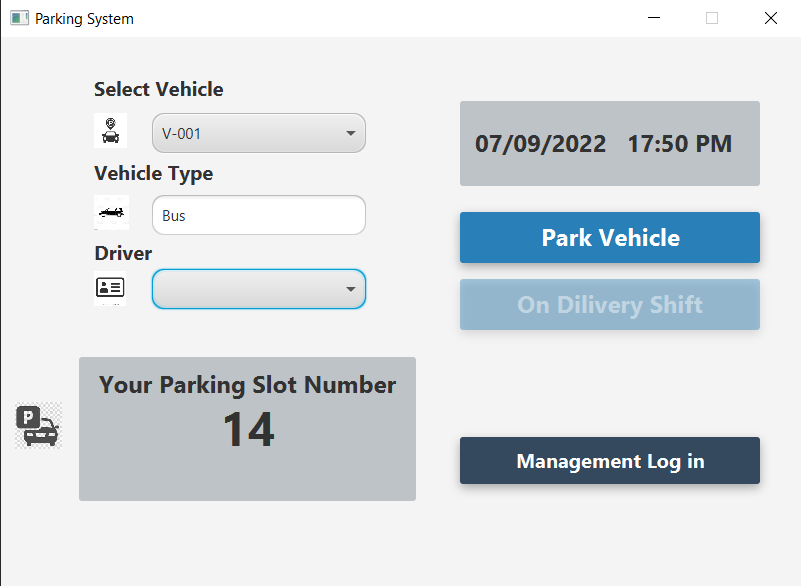 Parking System
Select Vehicle
V-001
Vehicle Type
Bus
Driver
07/09/2022 17:50 PM
Park Vehicle
On Dilivery Shift
Your Parking Slot Number
14
P
Management Log in